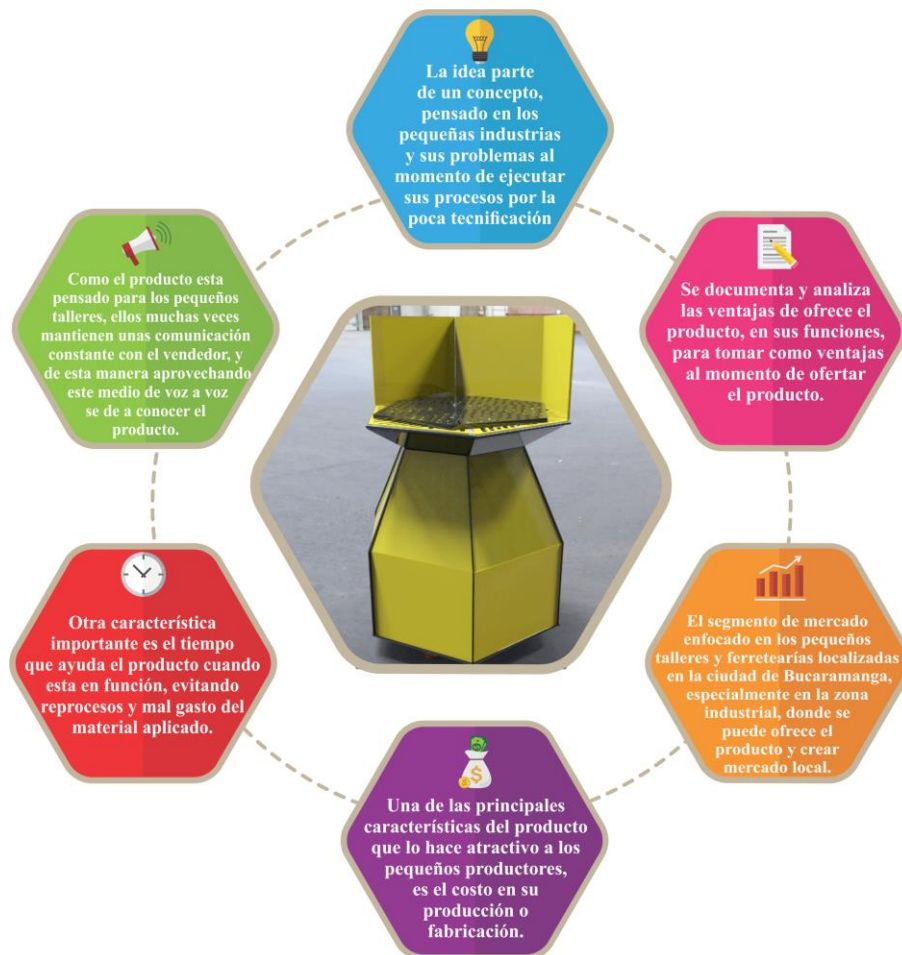 La idea parte
de un concepto,
pensado en los
pequeñas industrias
y sus problemas al
momento de ejecutar
sus procesos por la
poca tecnificación
Se documenta y analiza
las ventajas de ofrece el
producto, en sus funciones,
para tomar como ventajas
al momento de ofertar
el producto.
El segmento de mercado
enfocado en los pequeños
talleres y ferretearías localizadas
en la ciudad de Bucaramanga,
especialmente en la zona
industrial, donde se
puede ofrece el
producto y crear
mercado local.
Una de las principales
características del producto
que lo hace atractivo a los
pequeños productores,
es el costo en su
producción o
fabricación.
Otra característica
importante es el tiempo
que ayuda el producto cuando
esta en función, evitando
reprocesos y mal gasto del
material aplicado.
Como el producto esta
pensado para los pequeños
talleres, ellos muchas veces
mantienen unas comunicación
constante con el vendedor, y
de esta manera aprovechando
este medio de voz a voz
se de a conocer el
producto.